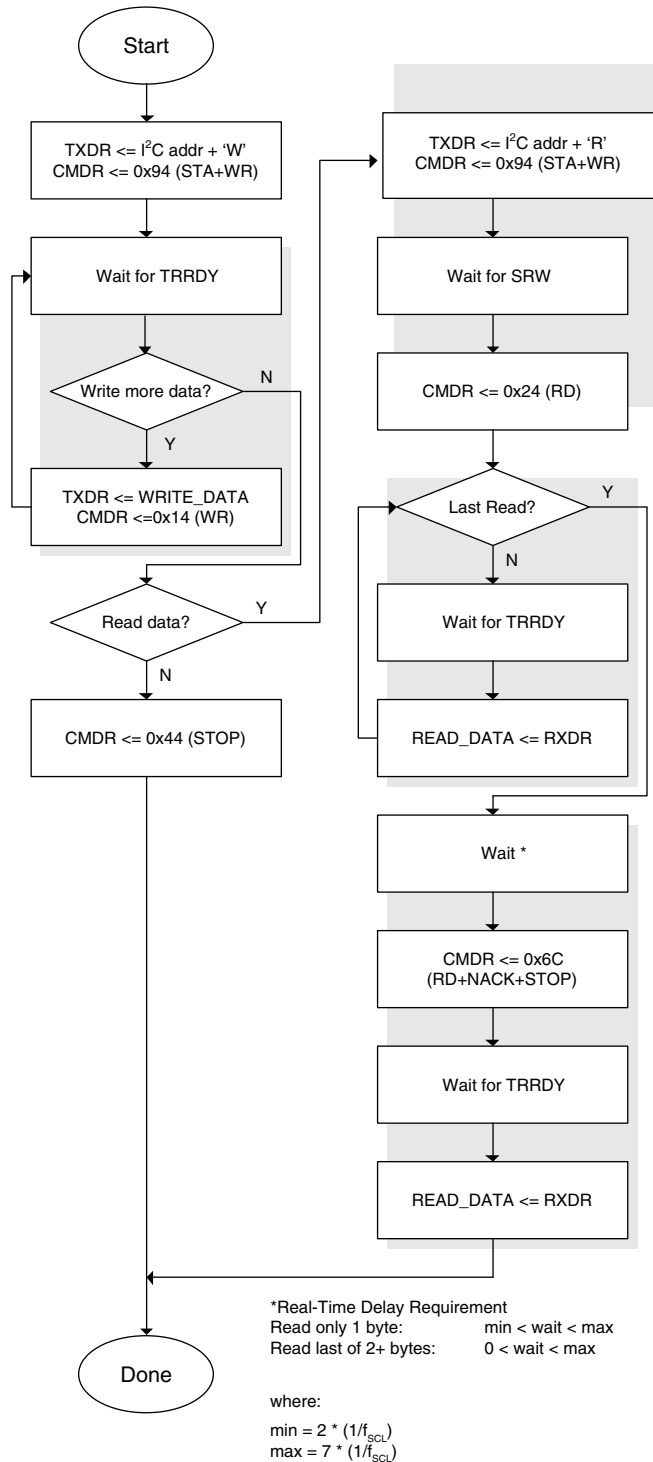 Start
TXDR <= I²C addr + ‘W’
CMDR <= 0x94 (STA+WR)
Wait for TRRDY
Write more data?
N
Y
TXDR <= WRITE_DATA
CMDR <=0x14 (WR)
Read data?
Y
N
CMDR <= 0x44 (STOP)
TXDR <= I²C addr + ‘R’
CMDR <= 0x94 (STA+WR)
Wait for SRW
CMDR <= 0x24 (RD)
Last Read?
Y
N
Wait for TRRDY
READ_DATA <= RXDR
Wait *
CMDR <= 0x6C
(RD+NACK+STOP)
Wait for TRRDY
READ_DATA <= RXDR
Done
*Real-Time Delay Requirement
Read only 1 byte: min < wait < max
Read last of 2+ bytes: 0 < wait < max
where:
min = 2 * (1/fSCL)
max = 7 * (1/fSCL)